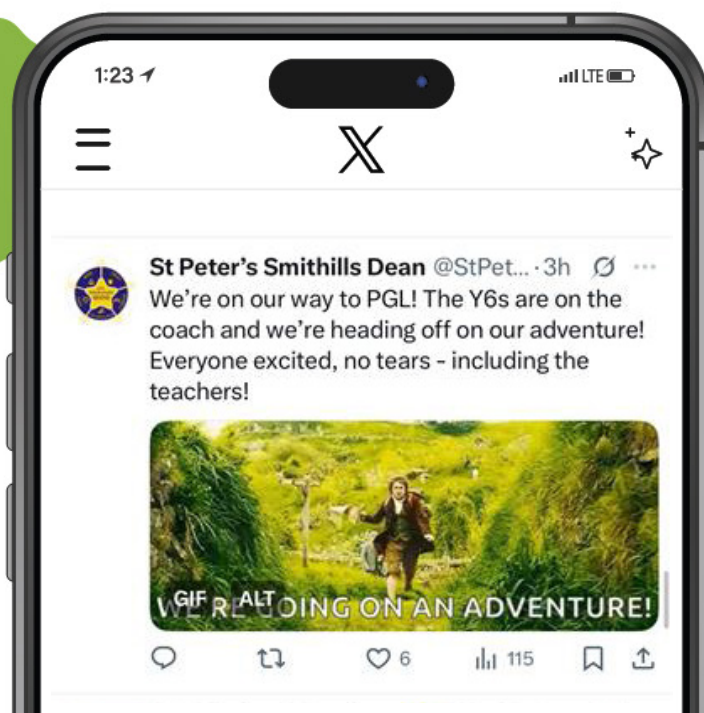 1:23 LTE
St Peter's Smithills Dean @StPet... · 3h
We're on our way to PGL! The Y6s are on the
coach and we're heading off on our adventure!
Everyone excited, no tears - including the
teachers!
WE'RE GOING ON AN ADVENTURE!
GIF ALT
6 115